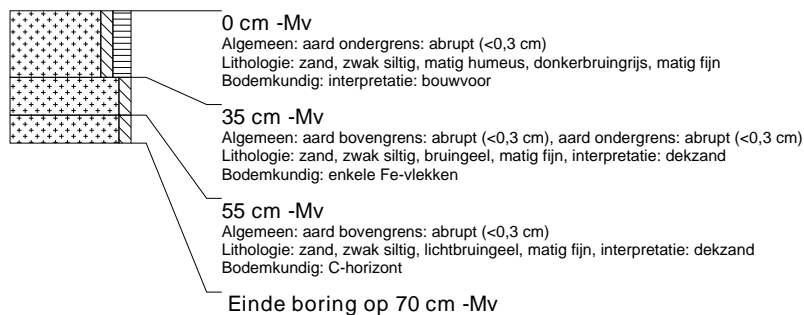 0 cm -Mv
Algemeen: aard ondergrens: abrupt (<0,3 cm)
Lithologie: zand, zwak siltig, matig humeus, donkerbruingrijs, matig fijn
Bodemkundig: interpretatie: bouwvoor
35 cm -Mv
Algemeen: aard bovengrens: abrupt (<0,3 cm), aard ondergrens: abrupt (<0,3 cm)
Lithologie: zand, zwak siltig, bruingeel, matig fijn, interpretatie: dekzand
Bodemkundig: enkele Fe-vlekken
55 cm -Mv
Algemeen: aard bovengrens: abrupt (<0,3 cm)
Lithologie: zand, zwak siltig, lichtbruingeel, matig fijn, interpretatie: dekzand
Bodemkundig: C-horizont
Einde boring op 70 cm -Mv